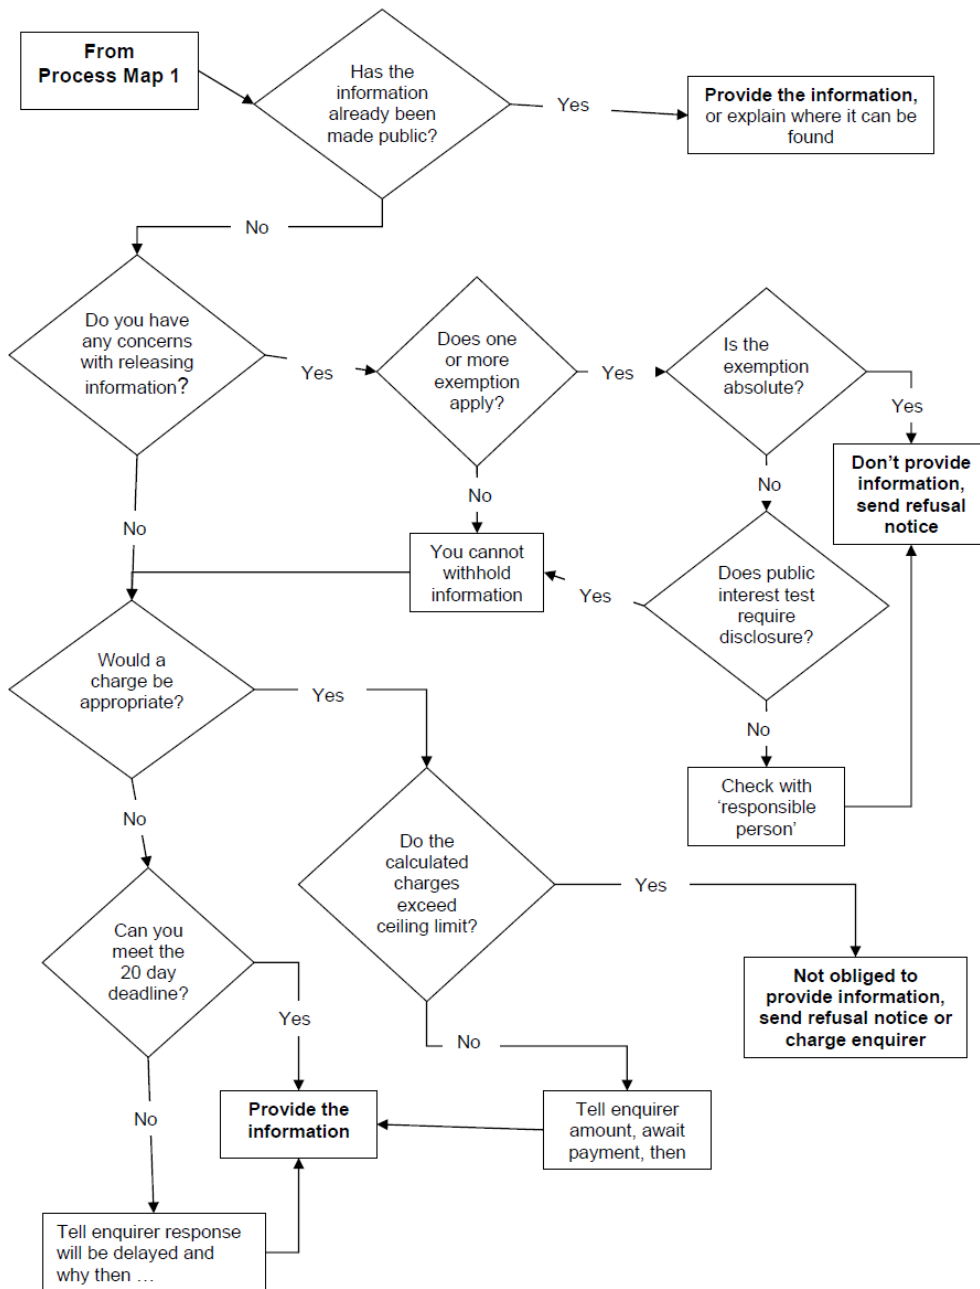 From
Process Map 1
Has the
information
already been
made public?
Yes
Provide the information,
or explain where it can be
found
No
Do you have
any concerns
with releasing
information?
Yes
Does one
or more
exemption
apply?
Yes
Is the
exemption
absolute?
Yes
Don’t provide
information,
send refusal
notice
No
No
No
You cannot
withhold
information
Yes
Does public
interest test
require
disclosure?
Would a
charge be
appropriate?
Yes
No
Check with
‘responsible
person’
No
Do the
calculated
charges
exceed
ceiling limit?
Yes
Can you
meet the
20 day
deadline?
Yes
Not obliged to
provide information,
send refusal notice or
charge enquirer
No
No
Provide the
information
Tell enquirer
amount, await
payment, then
Tell enquirer response
will be delayed and
why then …